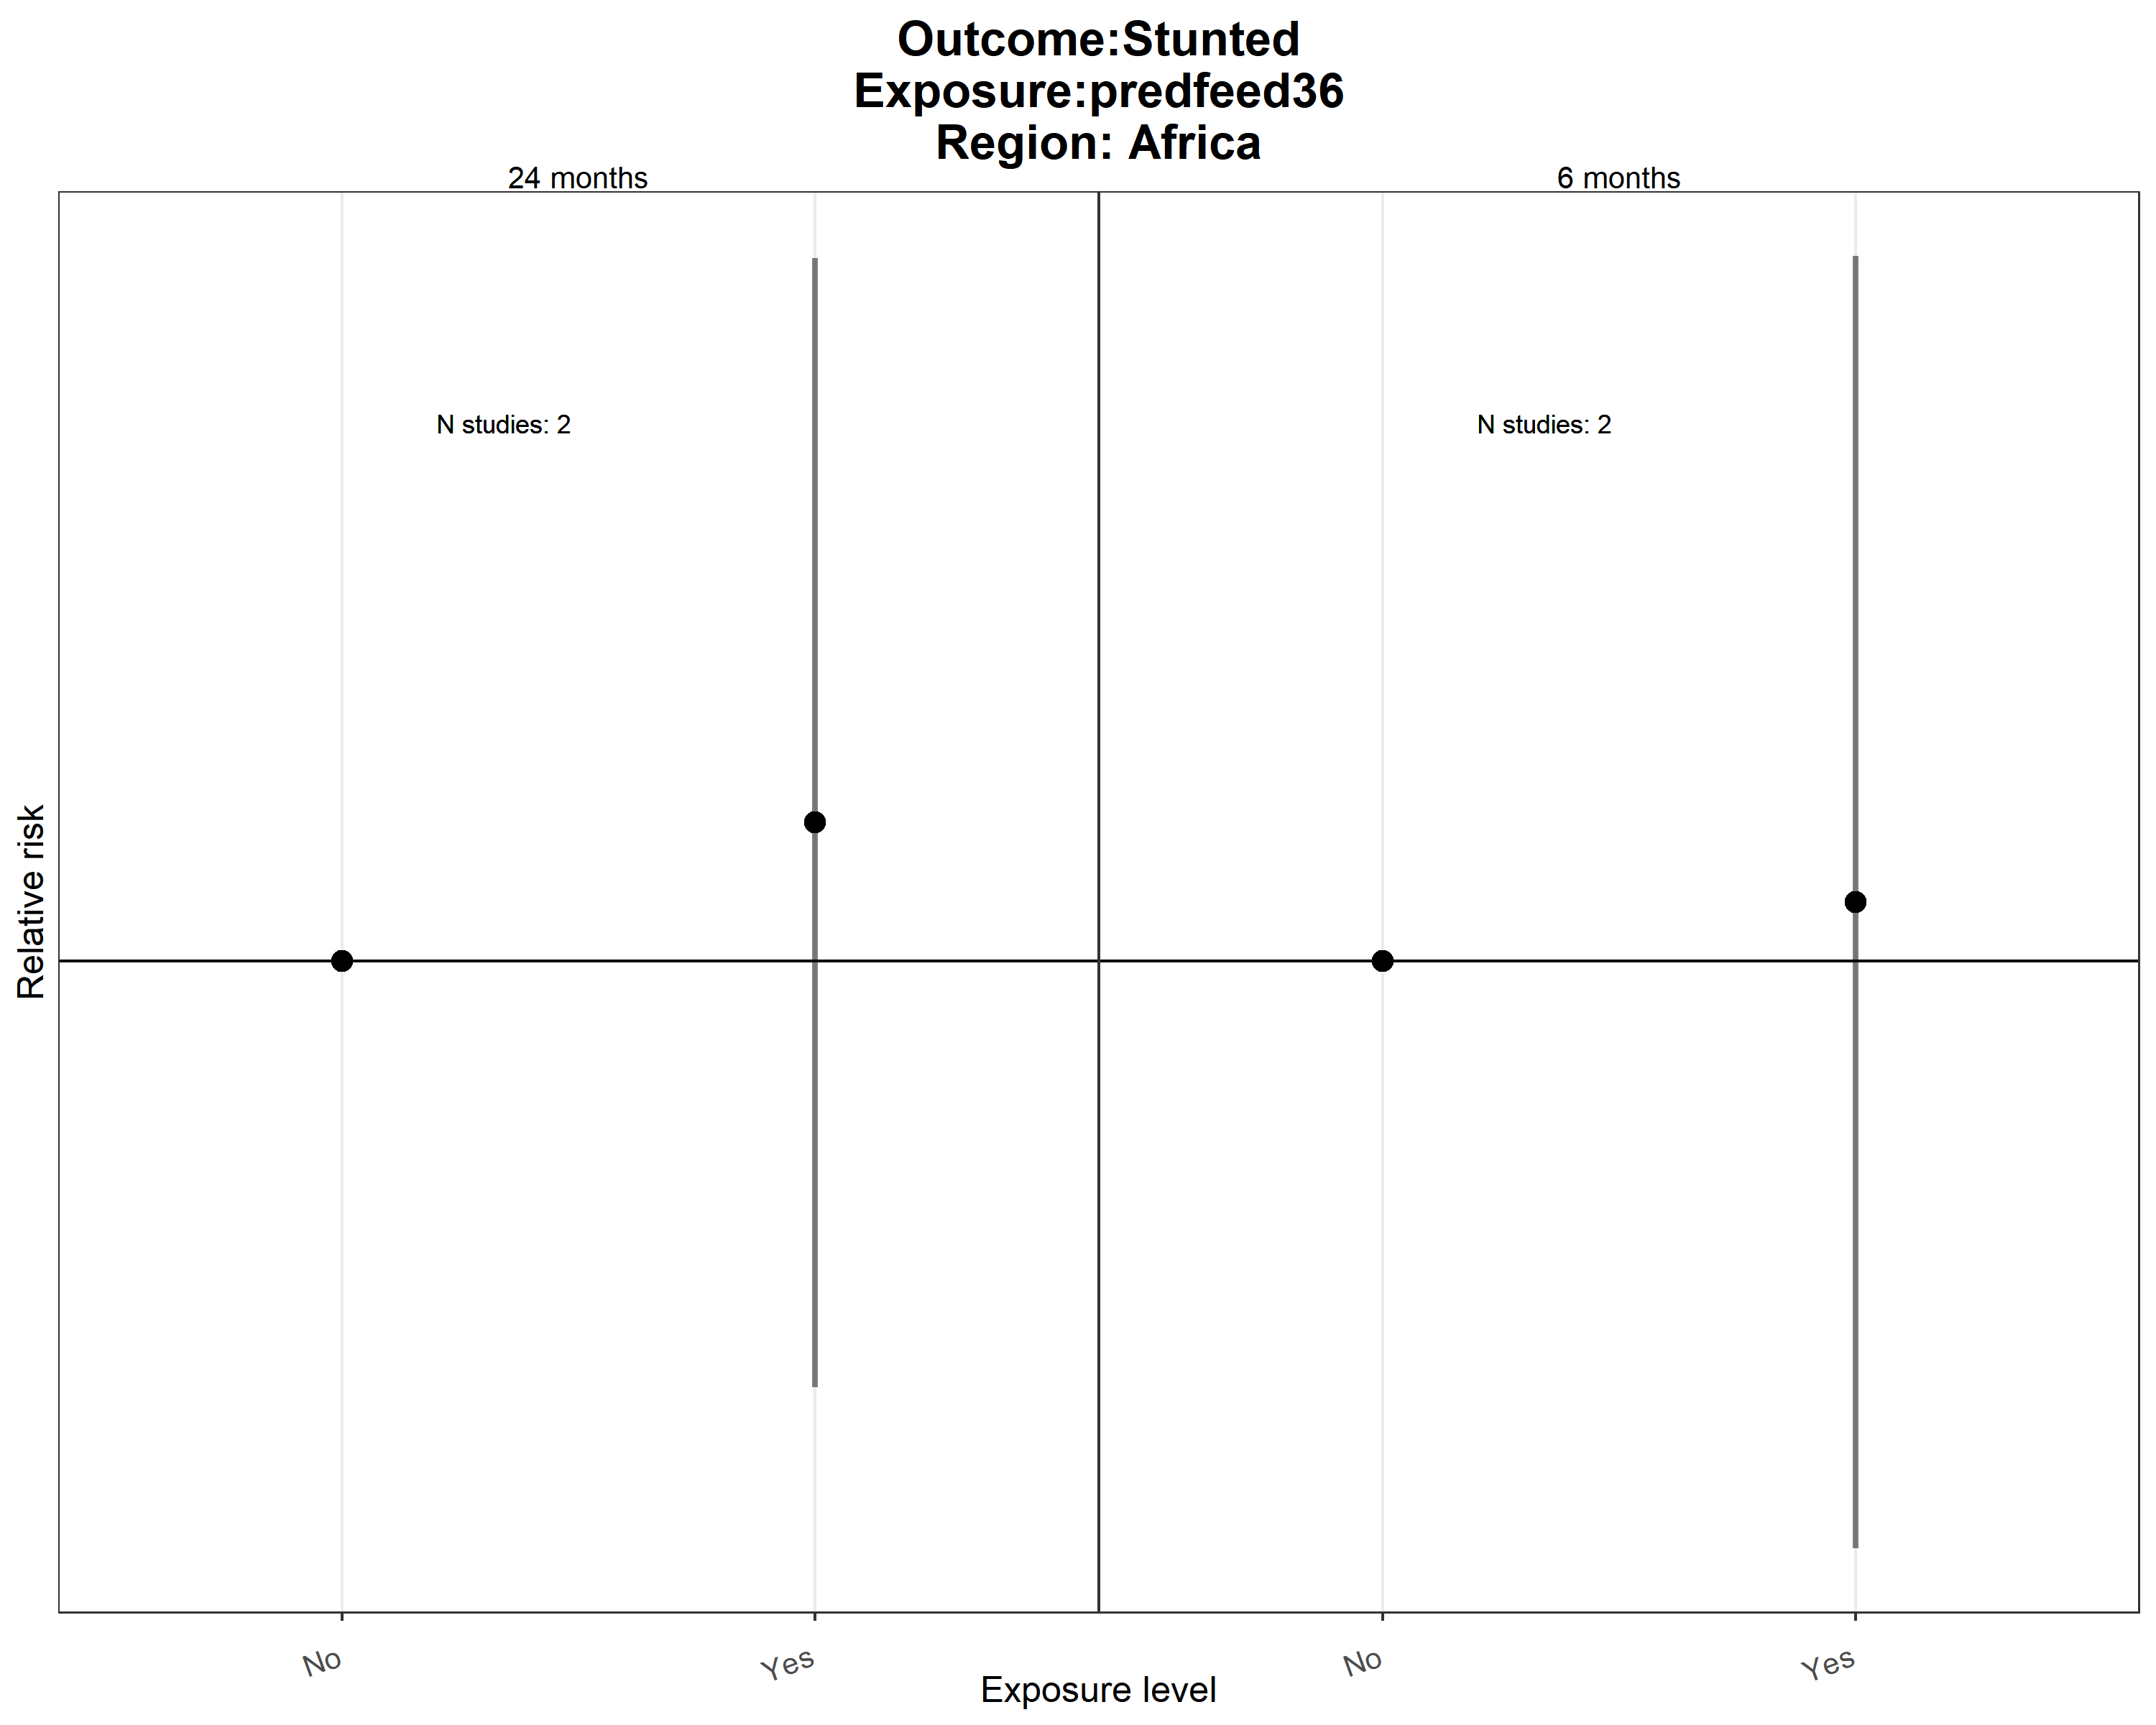 Outcome:Stunted
Exposure:predfeed36
Region: Africa
24 months
6 months
N studies: 2
N studies: 2
Relative risk
No
Yes
No
Yes
Exposure level